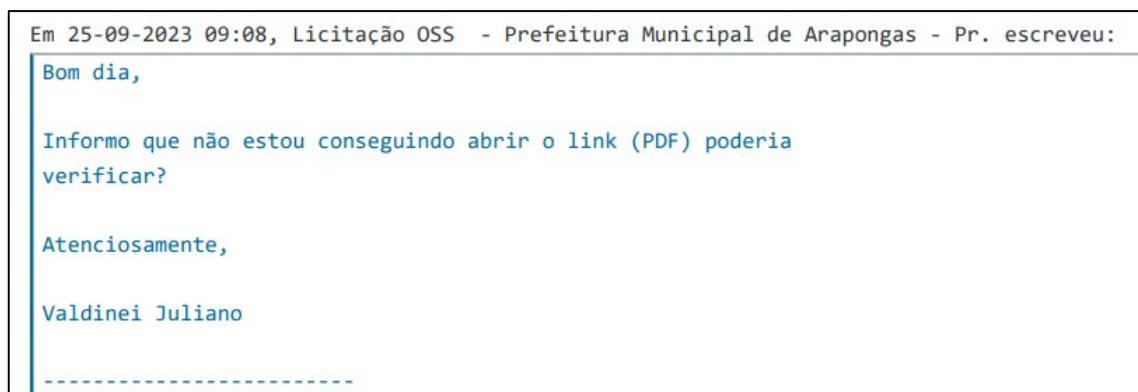 Em 25-09-2023 09:08, Licitação OSS  - Prefeitura Municipal de Arapongas - Pr. escreveu:
Bom dia,
Informo que não estou conseguindo abrir o link (PDF) poderia
verificar?
Atenciosamente,
Valdinei Juliano
-------------------------